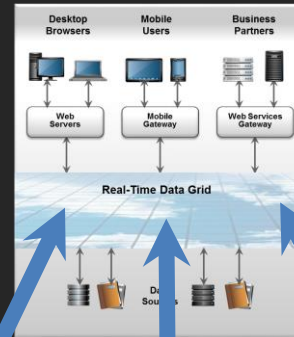 Desktop
Browsers
Mobile
Users
Business
Partners
Web
Servers
Mobile
Gateway
Web Services
Gateway
Real-Time Data Grid